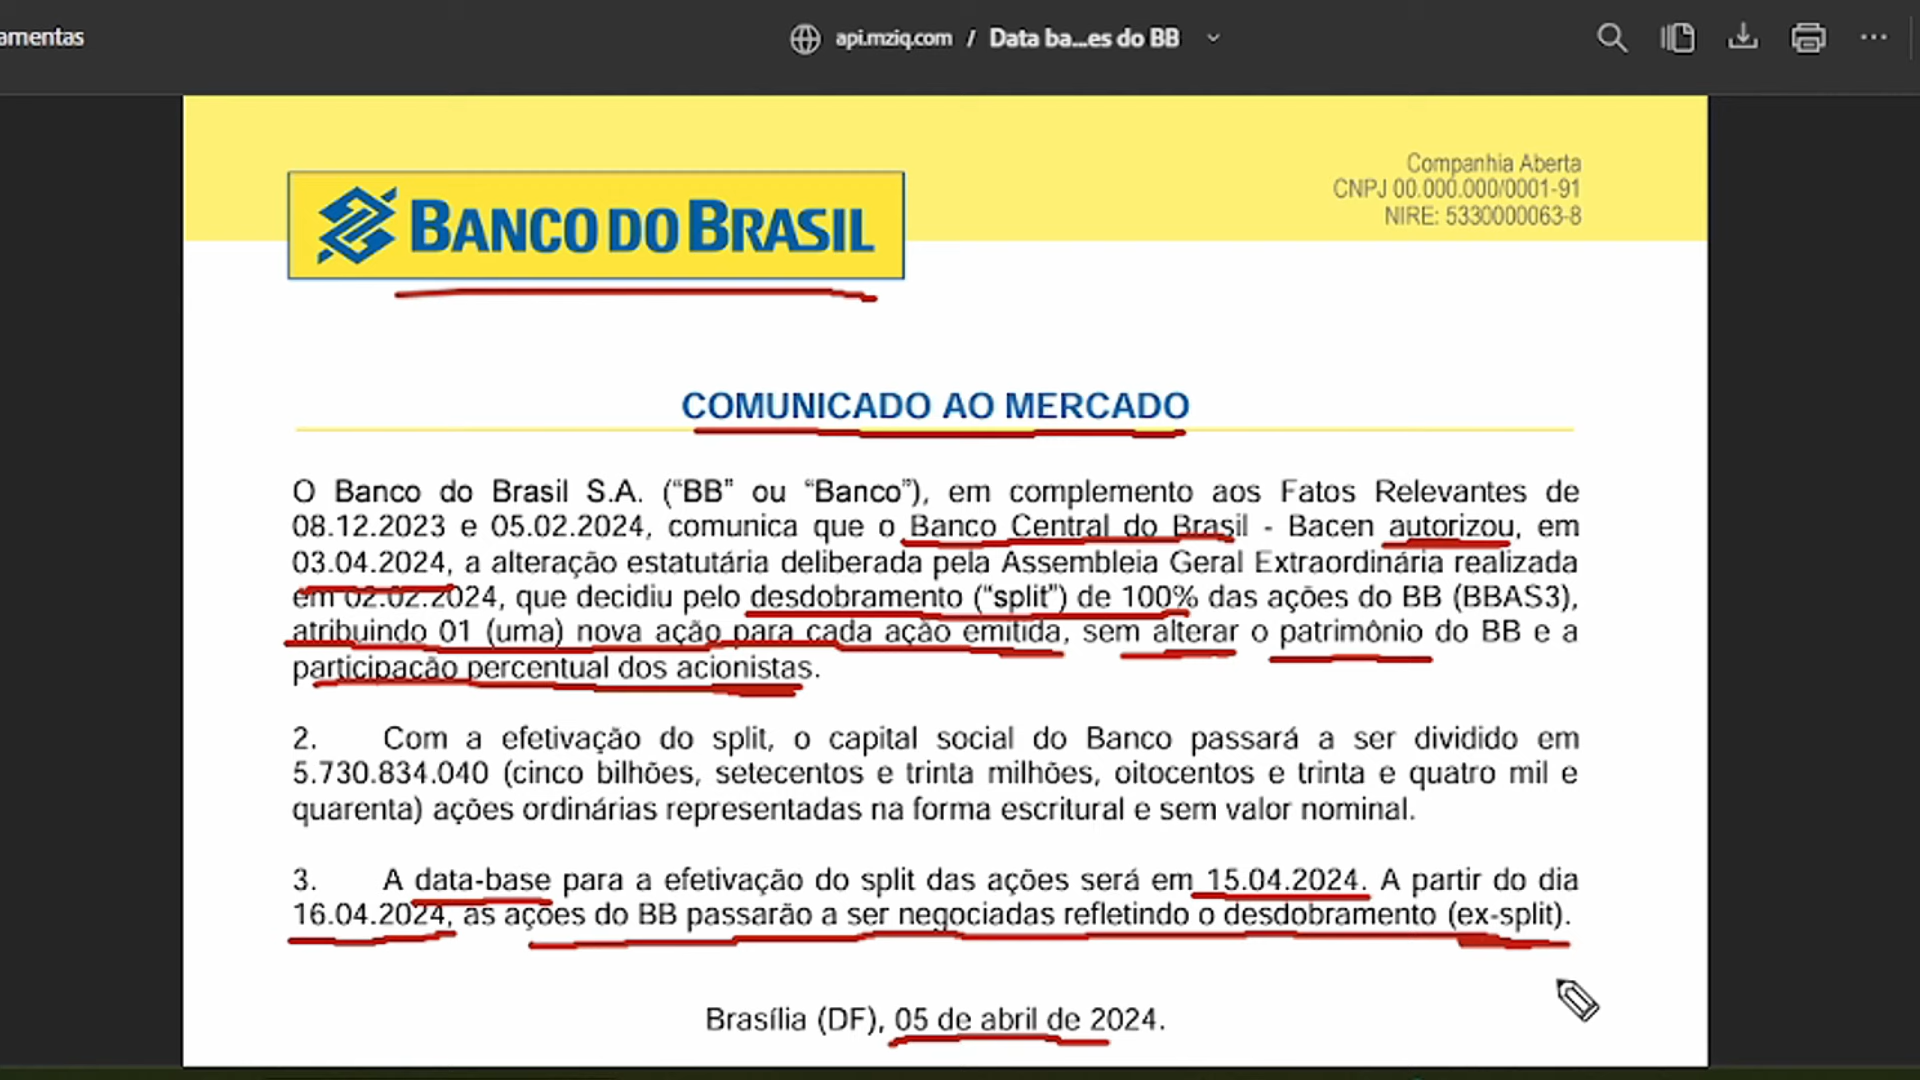 amentas
api.mziq.com / Data ba...es do BB
Companhia Aberta
CNPJ 00.000.000/0001-91
NIRE: 5330000063-8
BANCO DO BRASIL
COMUNICADO AO MERCADO
O Banco do Brasil S.A. (“BB” ou “Banco”), em complemento aos Fatos Relevantes de
08.12.2023 e 05.02.2024, comunica que o Banco Central do Brasil - Bacen autorizou, em
03.04.2024, a alteração estatutária deliberada pela Assembleia Geral Extraordinária realizada
em 02.02.2024, que decidiu pelo desdobramento (“split”) de 100% das ações do BB (BBAS3),
atribuindo 01 (uma) nova ação para cada ação emitida, sem alterar o patrimônio do BB e a
participação percentual dos acionistas.
2. Com a efetivação do split, o capital social do Banco passará a ser dividido em
5.730.834.040 (cinco bilhões, setecentos e trinta milhões, oitocentos e trinta e quatro mil e
quarenta) ações ordinárias representadas na forma escritural e sem valor nominal.
3. A data-base para a efetivação do split das ações será em 15.04.2024. A partir do dia
16.04.2024, as ações do BB passarão a ser negociadas refletindo o desdobramento (ex-split).
Brasília (DF), 05 de abril de 2024.